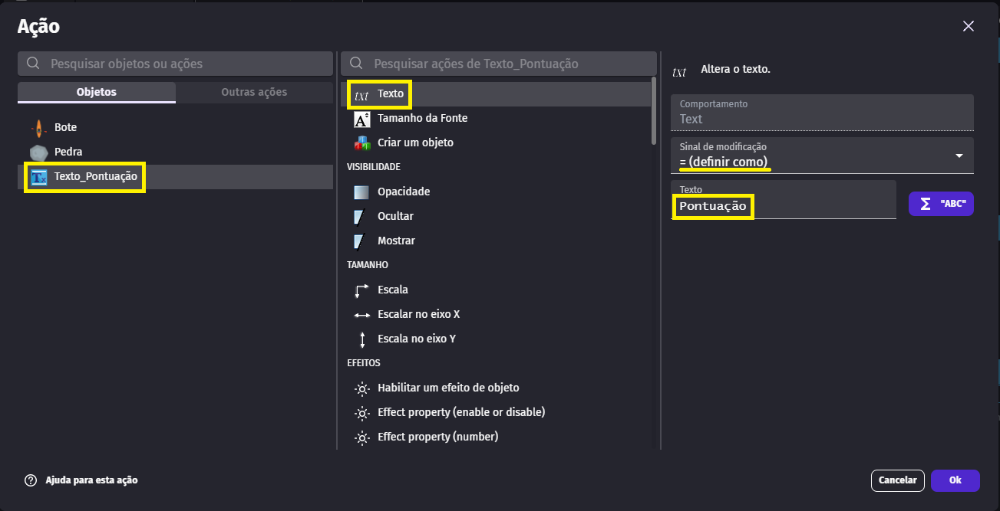 Ação
Pesquisar objetos ou ações
Objetos
Outras ações
Bote
Pedra
Tx Texto_Pontuação
Pesquisar ações de Texto_Pontuação
txt Texto
A Tamanho da Fonte
Criar um objeto
VISIBILIDADE
Opacidade
Ocultar
Mostrar
TAMANHO
Escala
Escalar no eixo X
Escala no eixo Y
EFEITOS
Habilitar um efeito de objeto
Effect property (enable or disable)
Effect property (number)
txt Altera o texto.
Comportamento
Text
Sinal de modificação
= (definir como)
Texto
Pontuação
Σ "ABC"
? Ajuda para esta ação
Cancelar
Ok